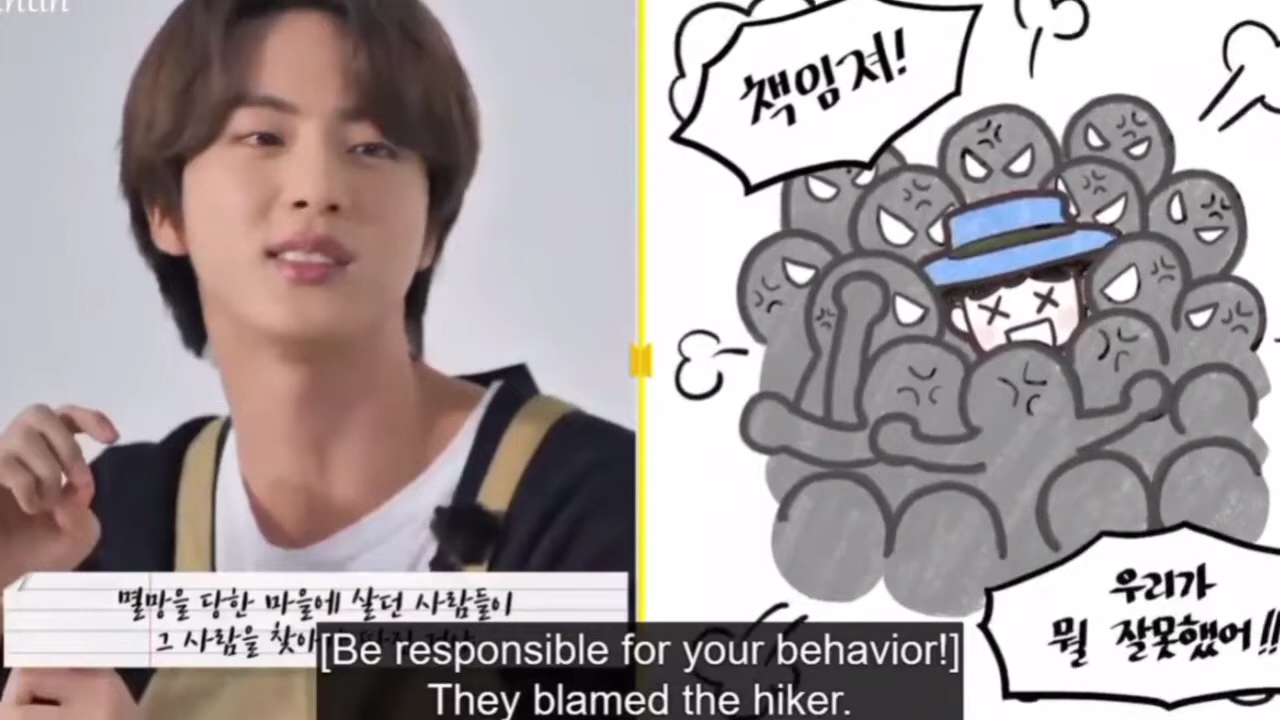 책임져!
멸망을 당한 마을에 살던 사람들이
그 사람을
[Be responsible for your behavior!]
They blamed the hiker.
우리가
뭘 잘못했어!!